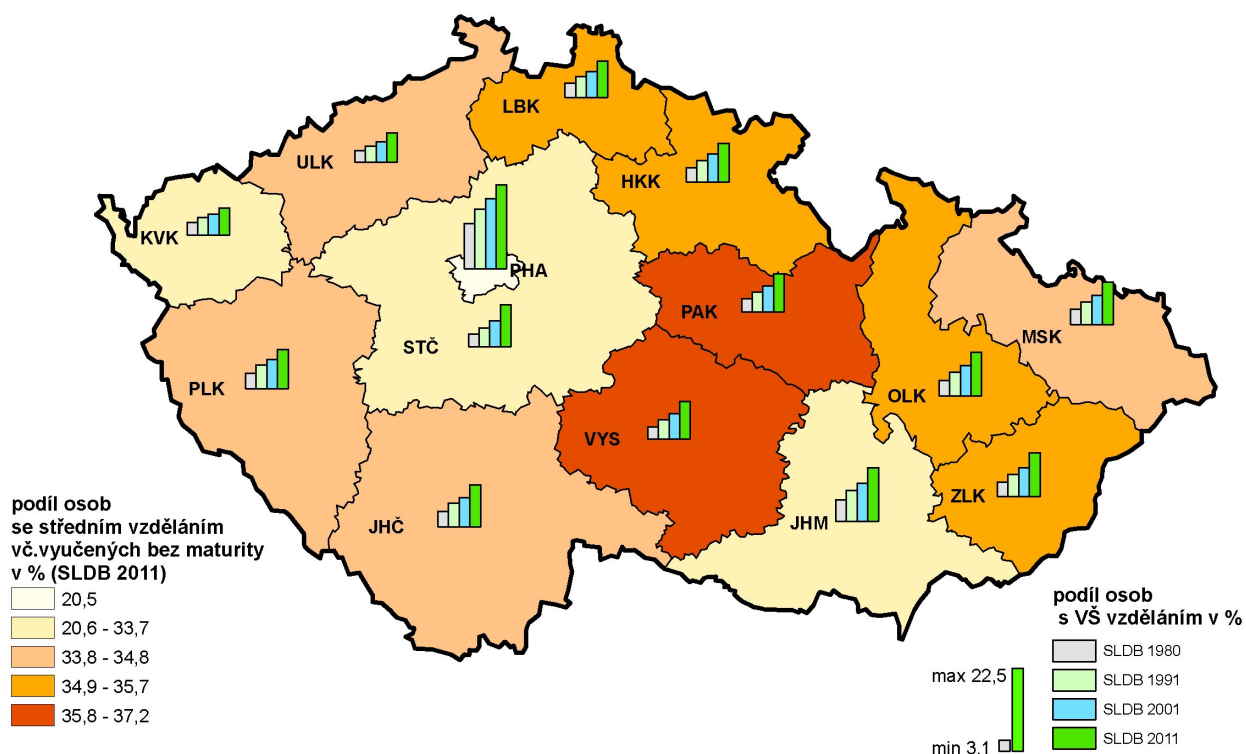 LBK
ULK
HKK
KVK
PHA
PAK
STČ
MSK
PLK
OLK
VYS
ZLK
JHČ
JHM
podíl osob
se středním vzděláním
vč.vyučených bez maturity
v % (SLDB 2011)
20,5
20,6 - 33,7
33,8 - 34,8
34,9 - 35,7
35,8 - 37,2
podíl osob
s VŠ vzděláním v %
SLDB 1980
SLDB 1991
SLDB 2001
SLDB 2011
max 22,5
min 3,1